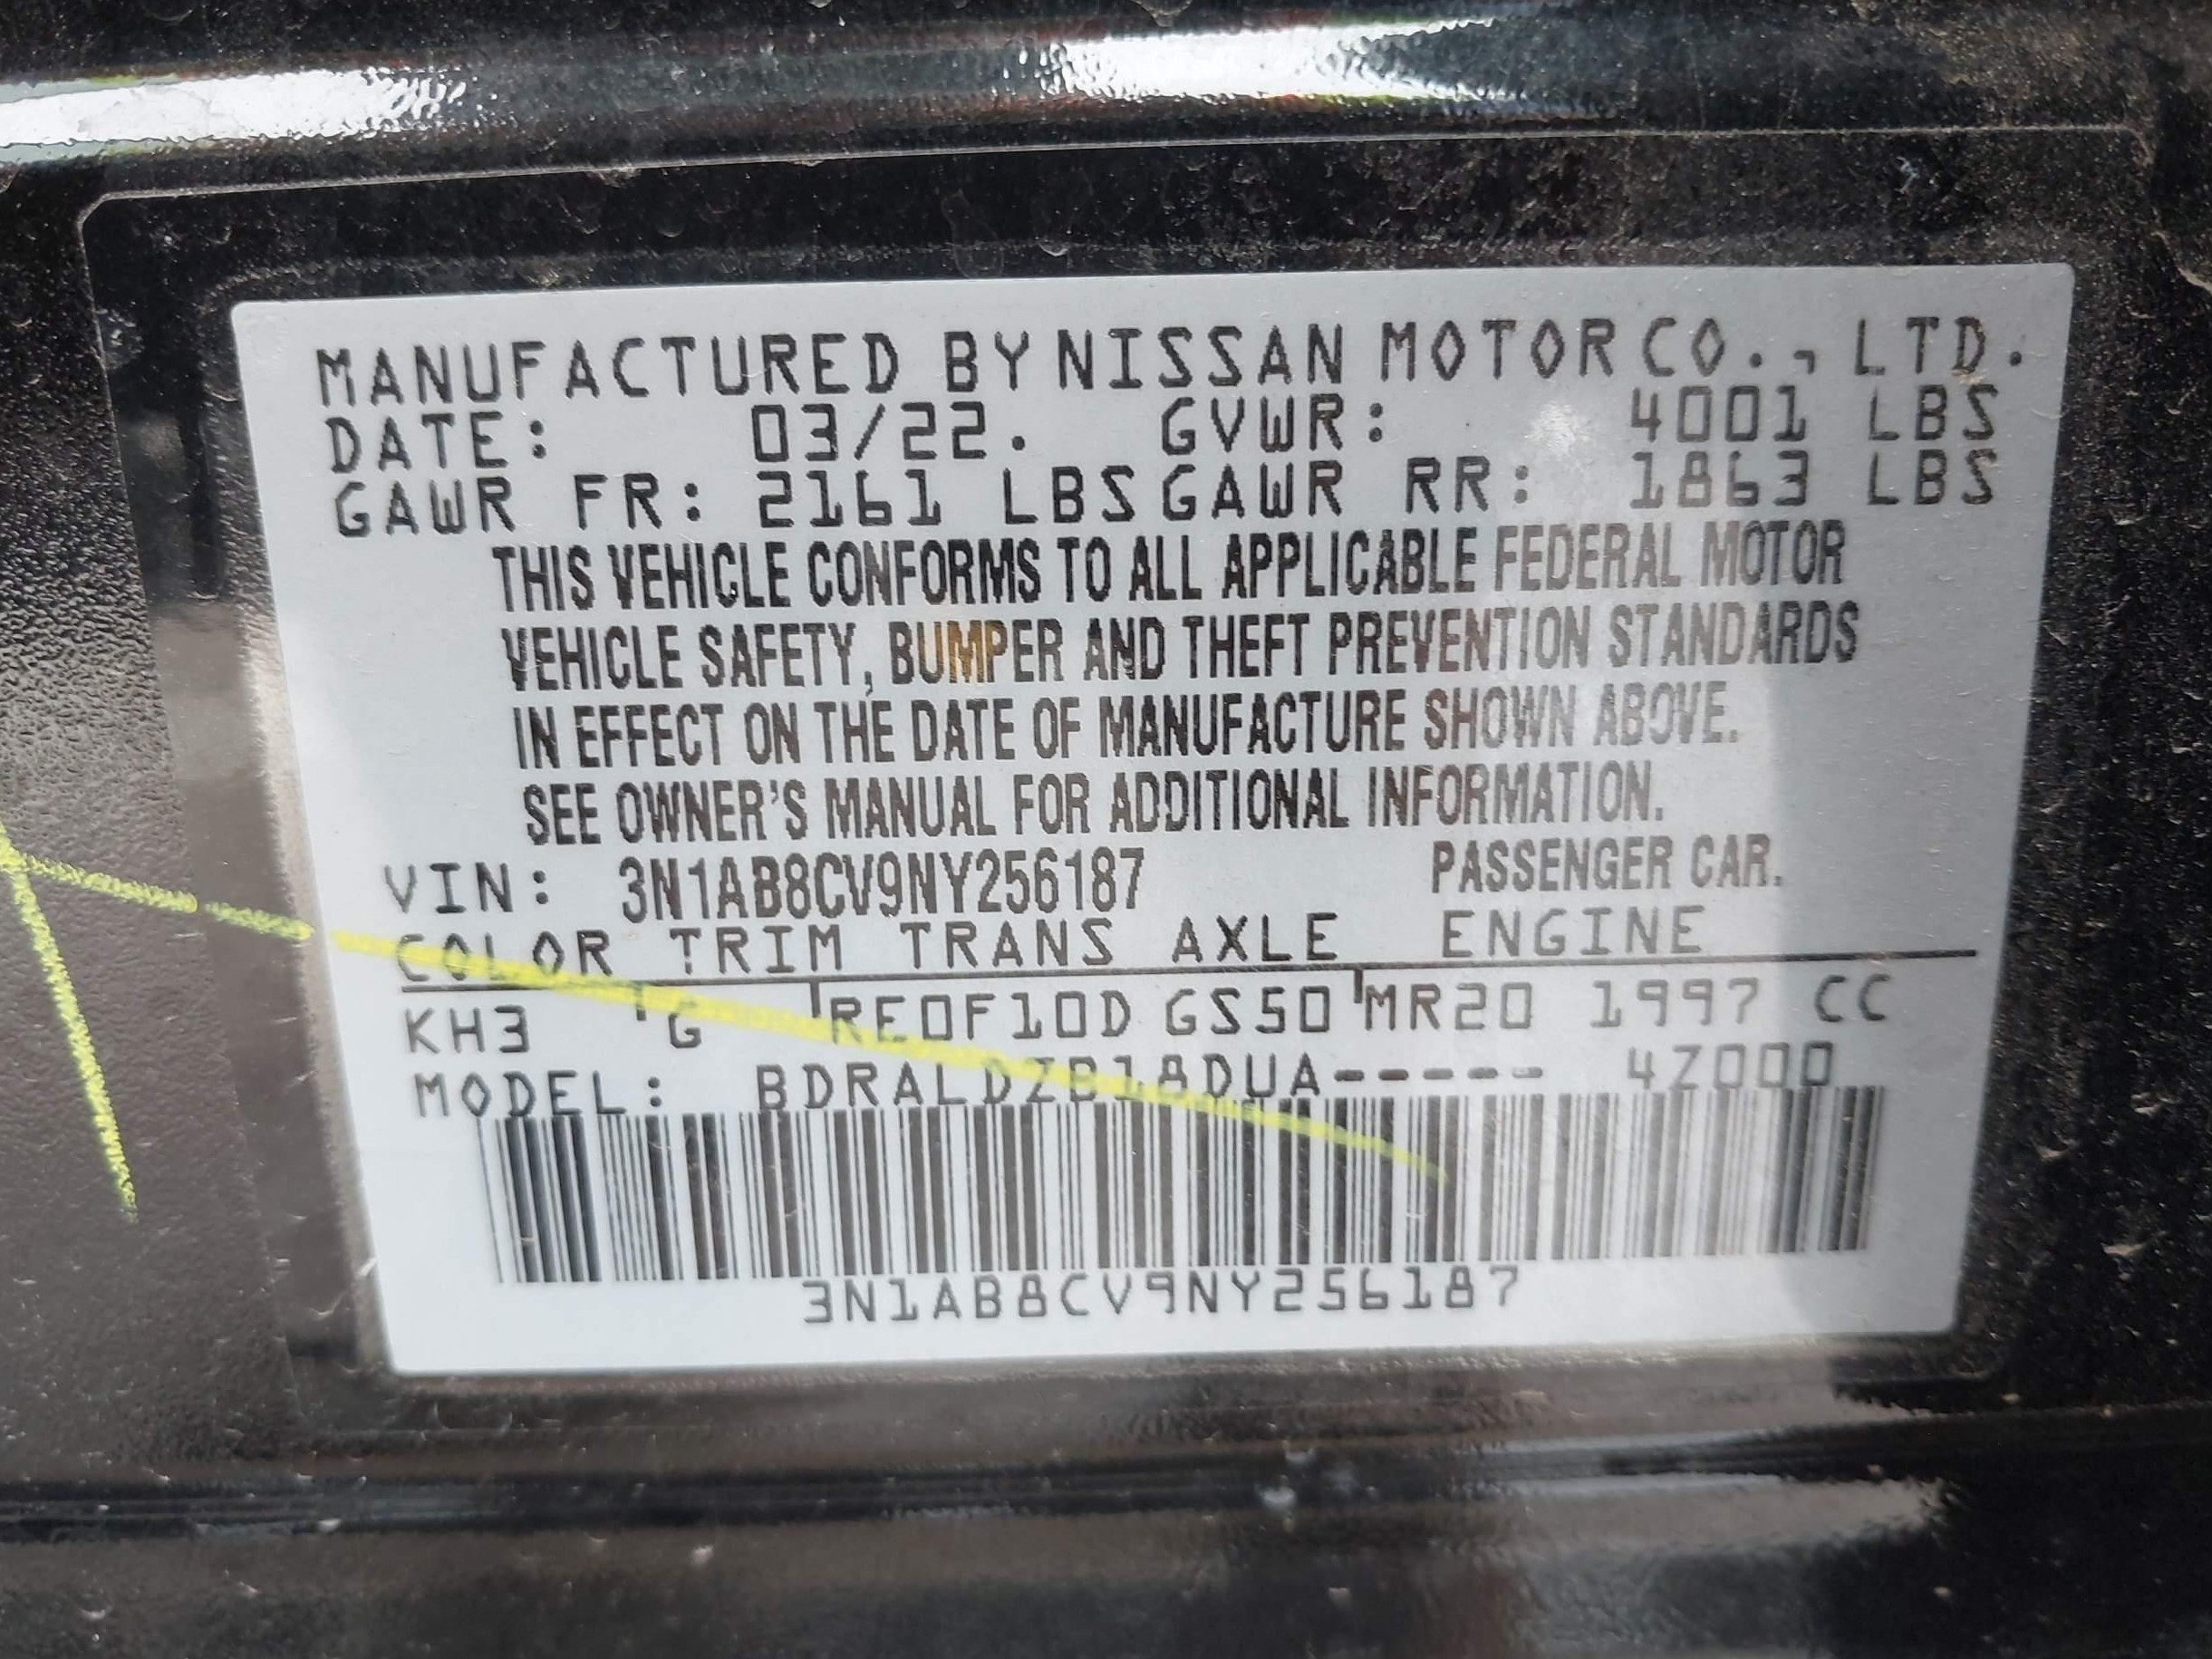 MANUFACTURED BY NISSAN MOTOR CO., LTD.
DATE: 03/22. GVWR: 4001 LBS
GAWR FR: 2161 LBS GAWR RR: 1863 LBS
THIS VEHICLE CONFORMS TO ALL APPLICABLE FEDERAL MOTOR
VEHICLE SAFETY, BUMPER AND THEFT PREVENTION STANDARDS
IN EFFECT ON THE DATE OF MANUFACTURE SHOWN ABOVE.
SEE OWNER'S MANUAL FOR ADDITIONAL INFORMATION.
VIN: 3N1AB8CV9NY256187 PASSENGER CAR.
COLOR TRIM TRANS AXLE ENGINE
KH3 G RE0F10D GS50 MR20 1997 CC
MODEL: BDRALDZB18DUA----- 4Z000
3N1AB8CV9NY256187